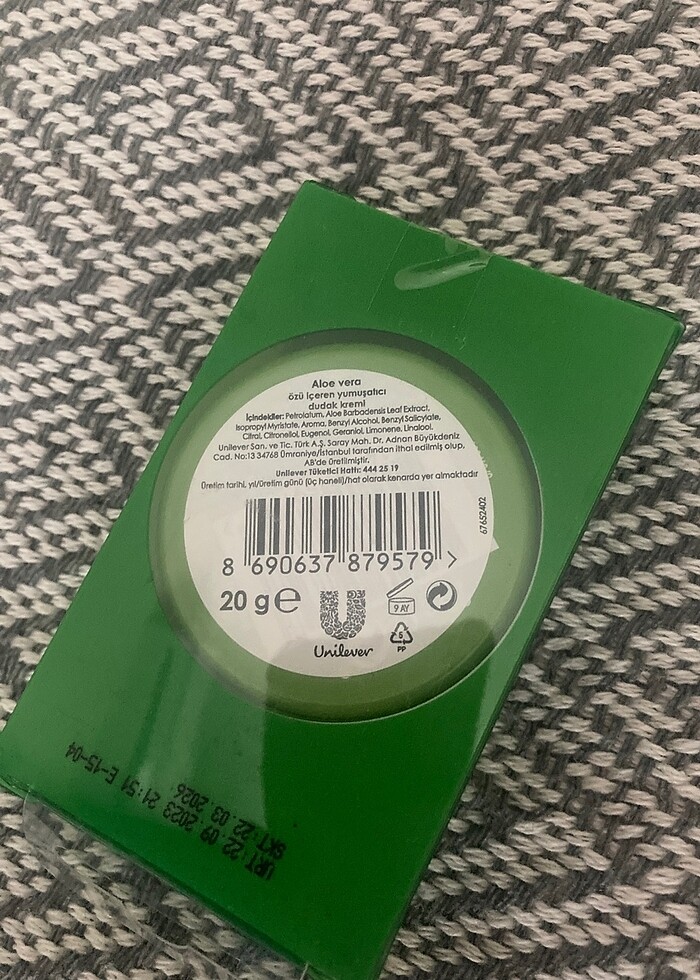 Aloe vera
özü içeren yumuşatıcı
dudak kremi
İçindekiler: Petrolatum, Aloe Barbadensis Leaf Extract,
Isopropyl Myristate, Aroma, Benzyl Alcohol, Benzyl Salicylate,
Citral, Citronellol, Eugenol, Geraniol, Limonene, Linalool.
Unilever San. ve Tic. Türk A.Ş. Saray Mah. Dr. Adnan Büyükdeniz
Cad. No:13 34768 Ümraniye/İstanbul tarafından ithal edilmiş olup,
AB'de üretilmiştir.
Unilever Tüketici Hattı: 444 25 19
Üretim tarihi, yıl/üretim günü (üç haneli)/hat olarak kenarda yer almaktadır
67652402
8 690637 879579 >
20 g e
9 AY
5
PP
Unilever
URT:22.09.2023 21:51 E-15-04
SKT:22.03.2026